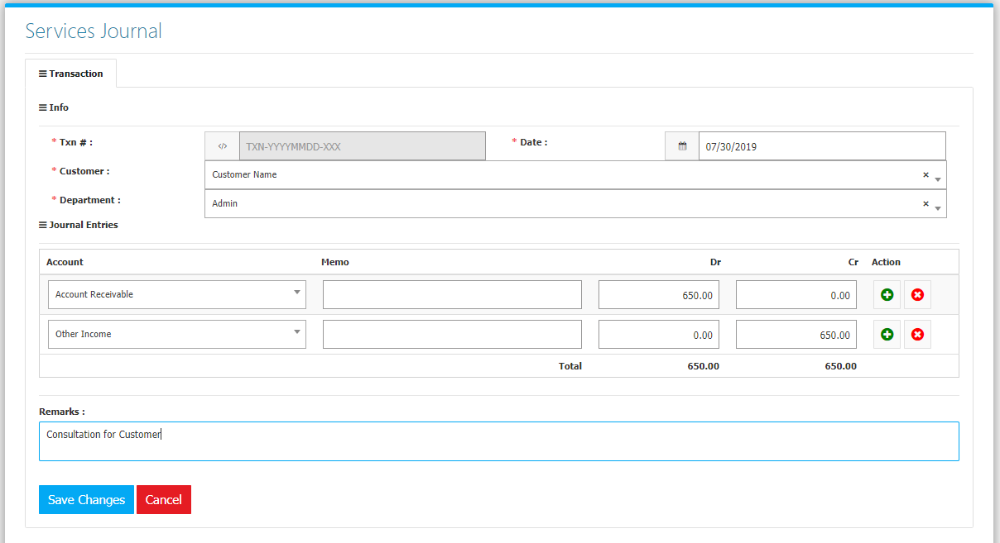 Services Journal
Transaction
Info
* Txn # :
</> TXN-YYYYMMDD-XXX
* Date :
07/30/2019
* Customer :
Customer Name
* Department :
Admin
Journal Entries
Account Memo Dr Cr Action
Account Receivable 650.00 0.00
Other Income 0.00 650.00
Total 650.00 650.00
Remarks :
Consultation for Customer
Save Changes Cancel